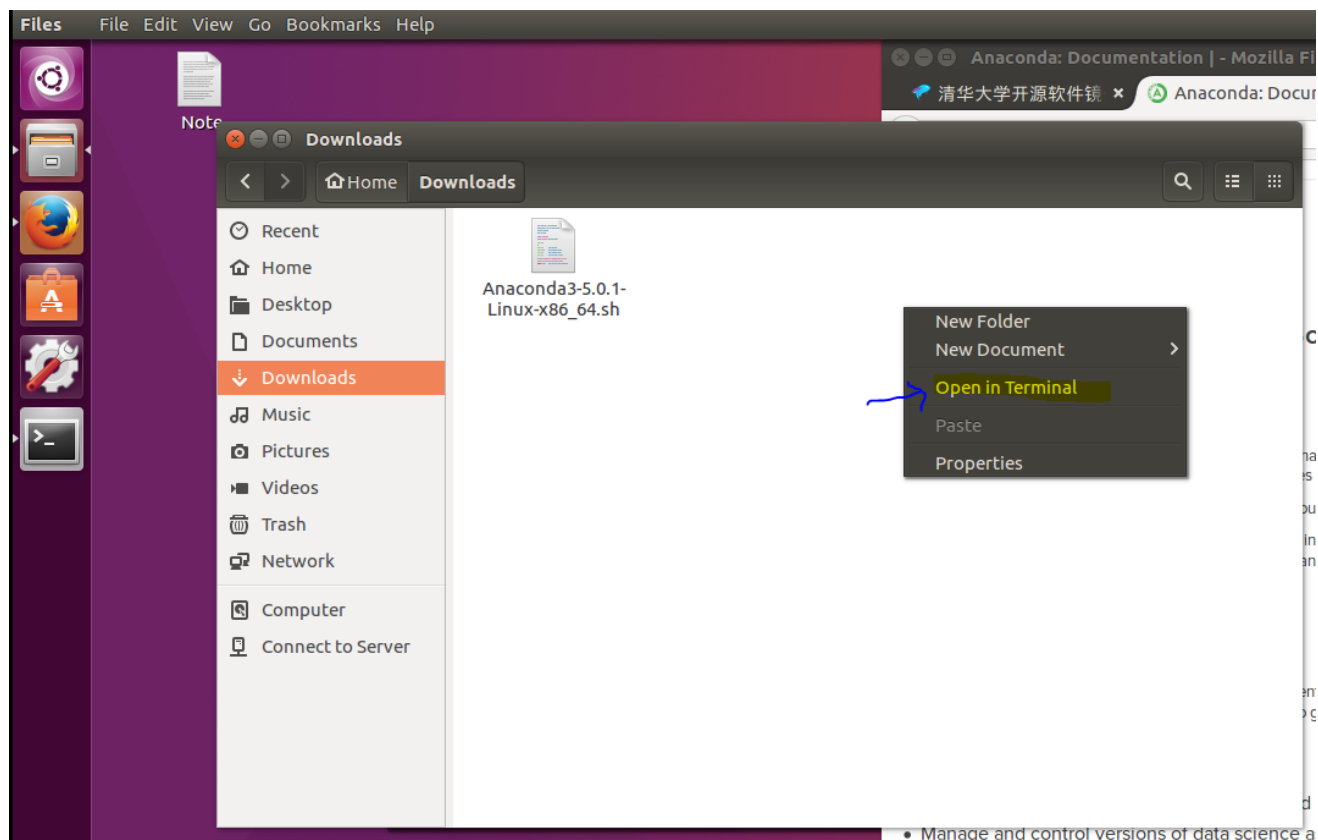 Files File Edit View Go Bookmarks Help
Anaconda: Documentation | - Mozilla Fi
清华大学开源软件镜 × Anaconda: Docu
Note
Downloads
Home Downloads
Recent
Home
Desktop
Documents
Downloads
Music
Pictures
Videos
Trash
Network
Computer
Connect to Server
Anaconda3-5.0.1-
Linux-x86_64.sh
New Folder
New Document
Open in Terminal
Paste
Properties
Manage and control versions of data science a